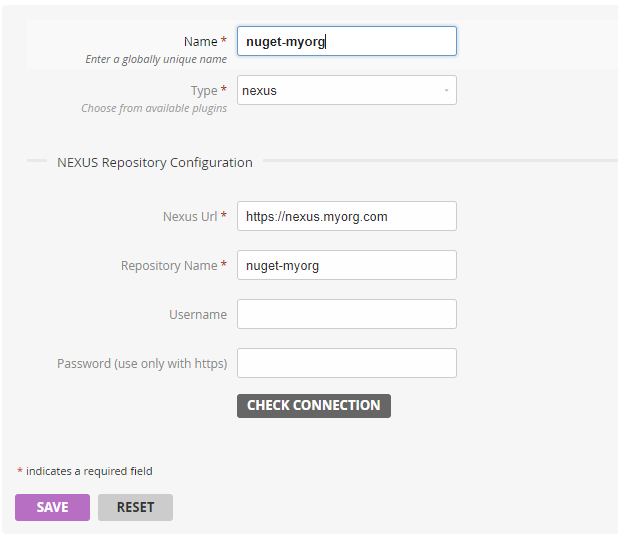 Name * nuget-myorg
Enter a globally unique name
Type * nexus
Choose from available plugins
NEXUS Repository Configuration
Nexus Url * https://nexus.myorg.com
Repository Name * nuget-myorg
Username
Password (use only with https)
CHECK CONNECTION
* indicates a required field
SAVE RESET